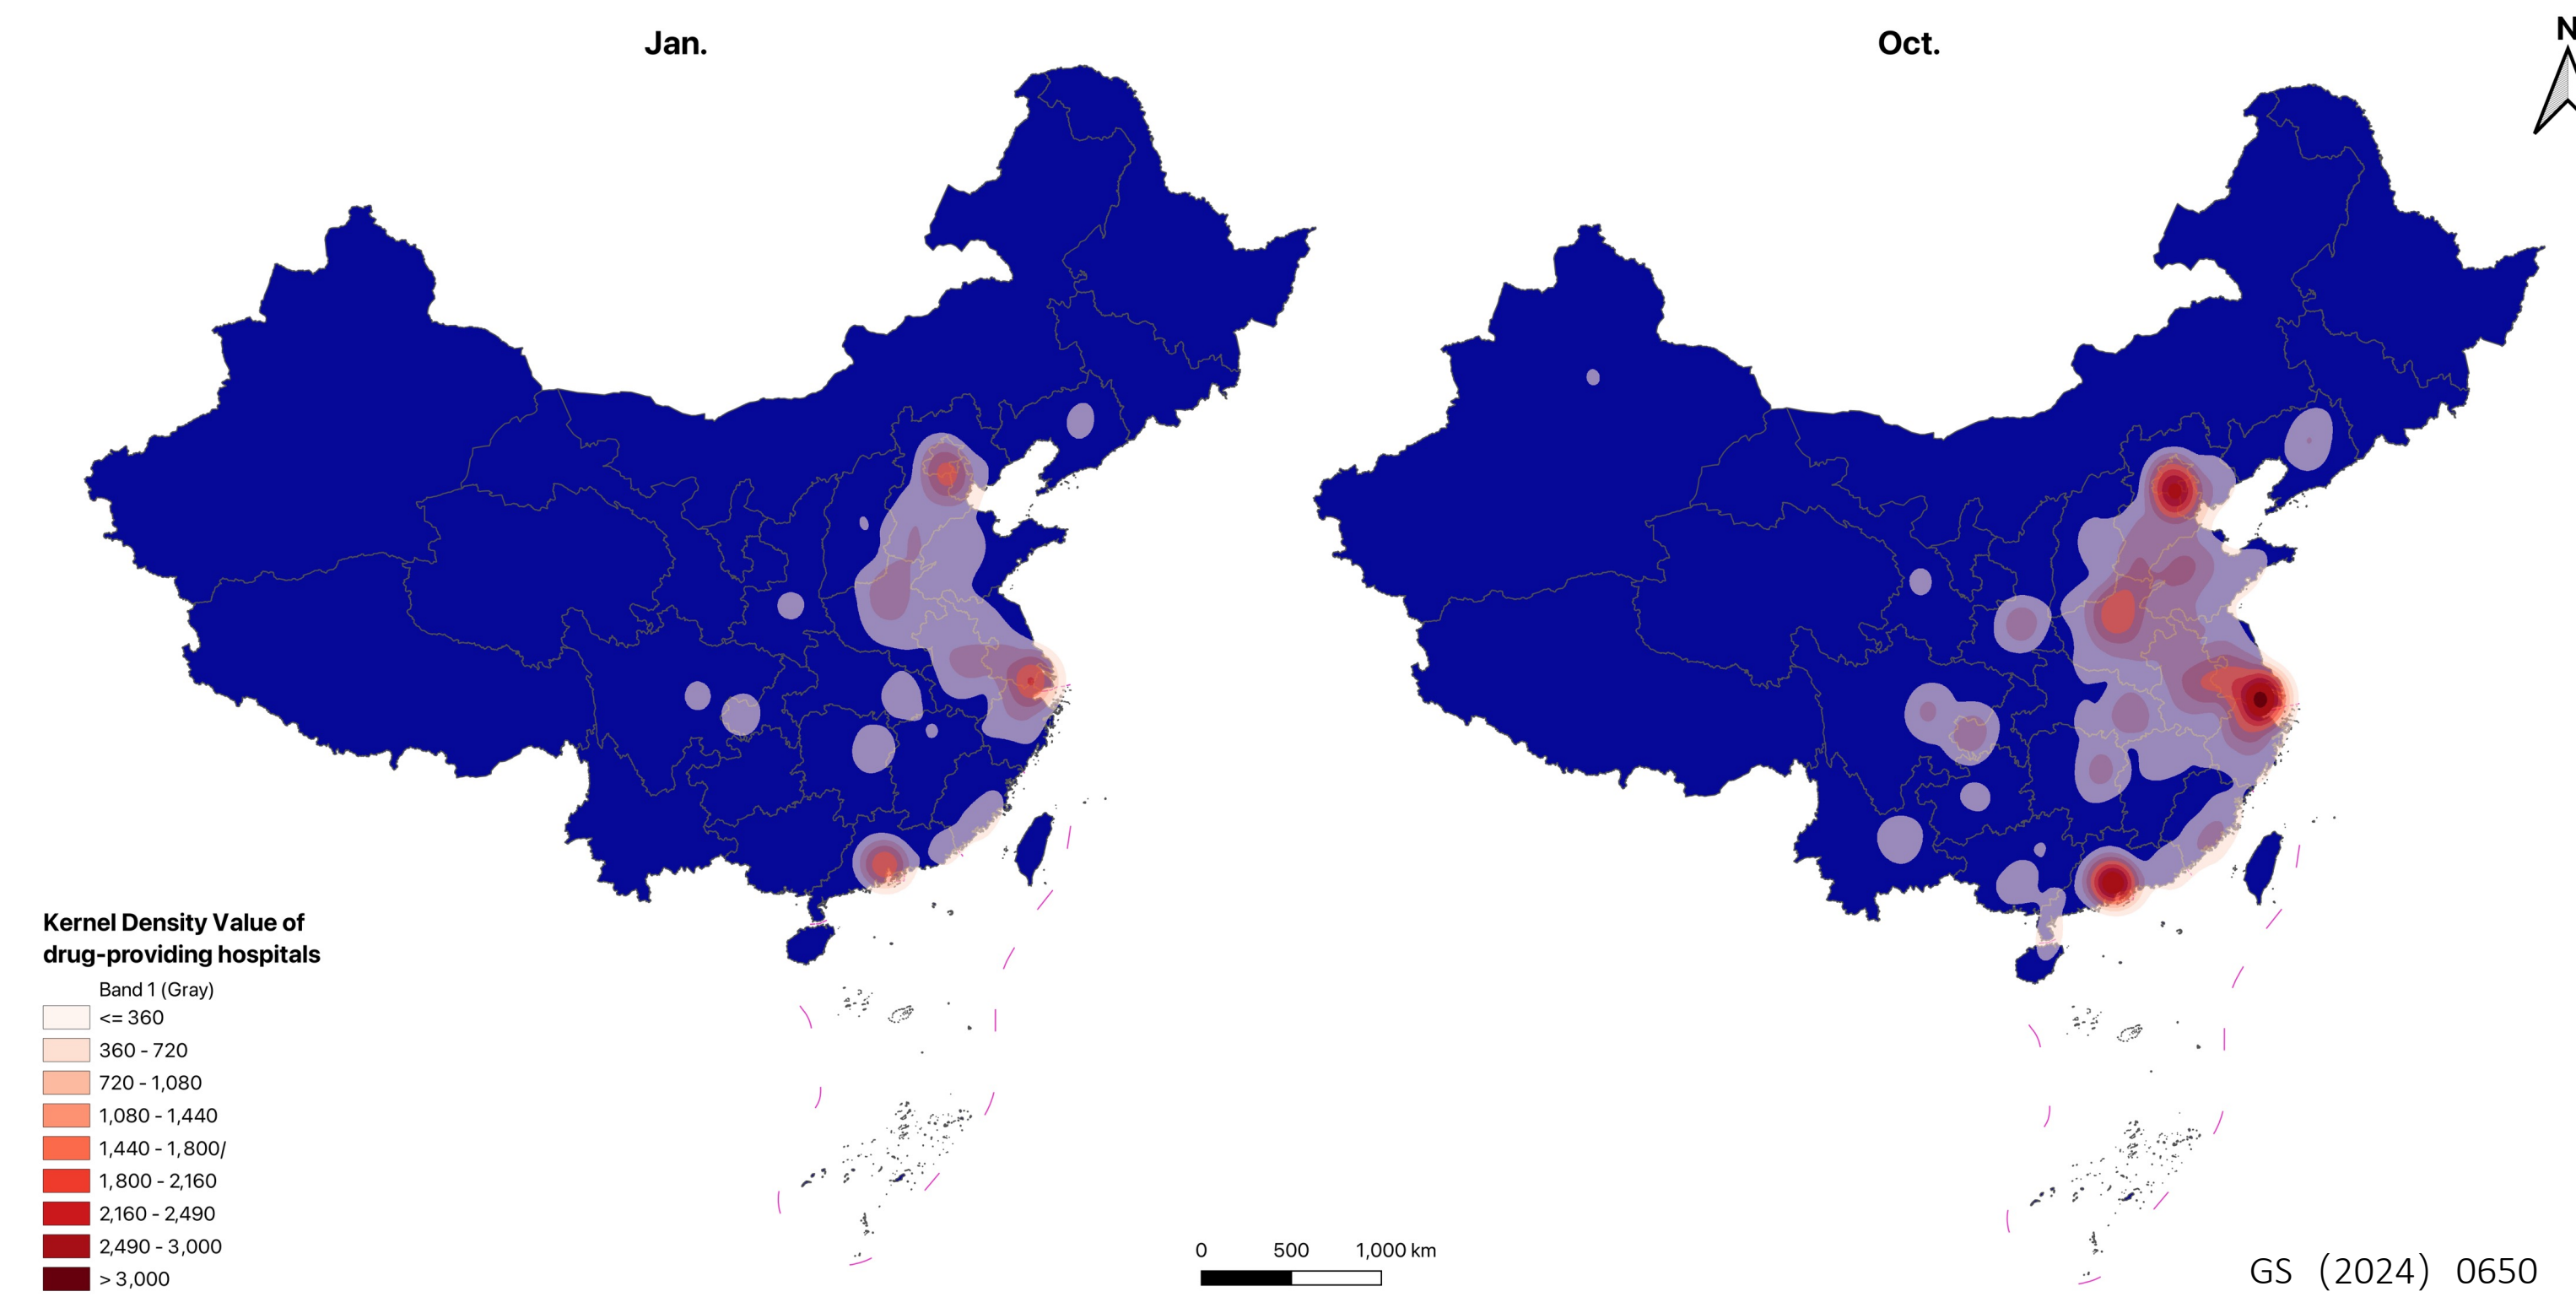 Jan.
Oct.
N
Kernel Density Value of
drug-providing hospitals
Band 1 (Gray)
<= 360
360 - 720
720 - 1,080
1,080 - 1,440
1,440 - 1,800/
1,800 - 2,160
2,160 - 2,490
2,490 - 3,000
> 3,000
0 500 1,000 km
GS （2024） 0650